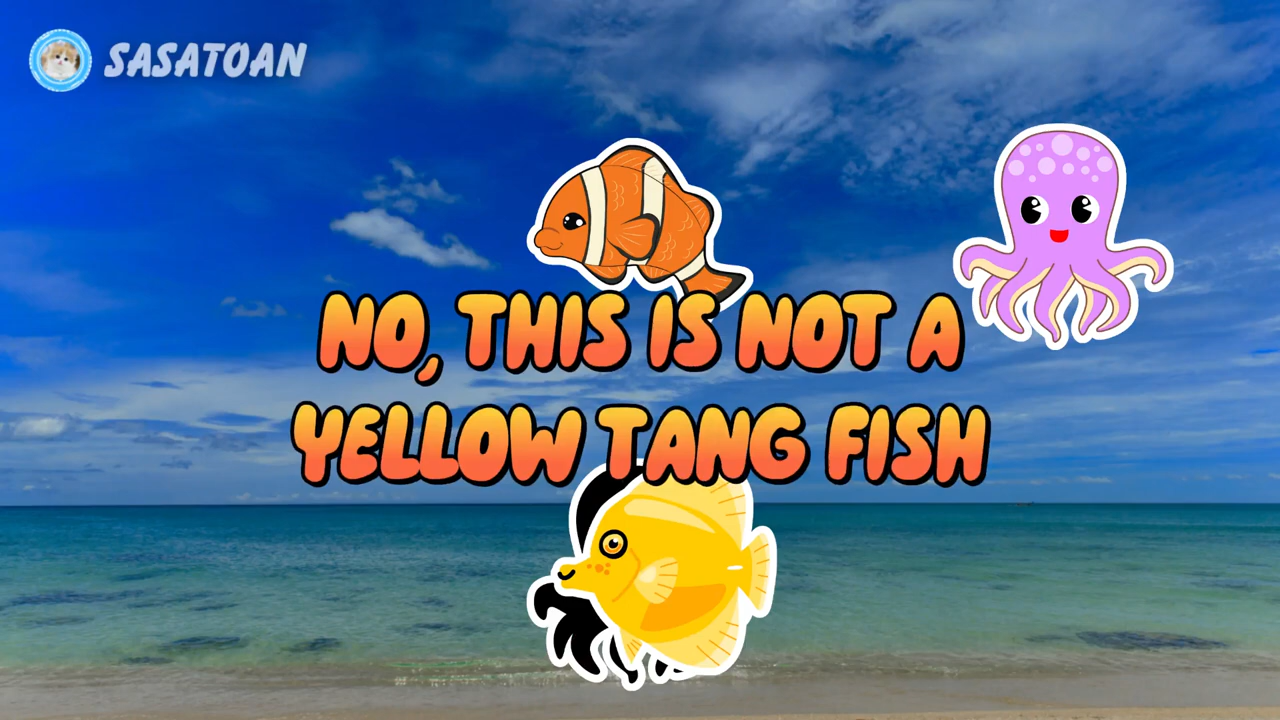 SASATOAN
NO, THIS IS NOT A
YELLOW TANG FISH